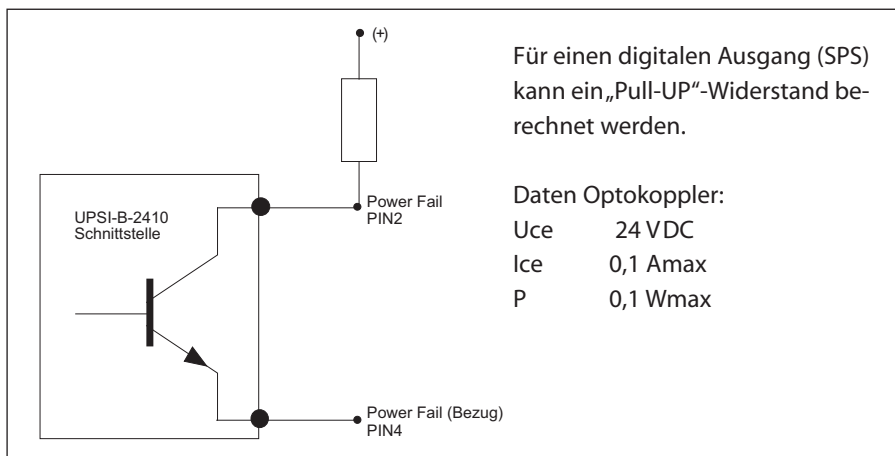 (+)
Für einen digitalen Ausgang (SPS)
kann ein „Pull-UP“-Widerstand be-
rechnet werden.
Power Fail
PIN2
UPSI-B-2410
Schnittstelle
Daten Optokoppler:
Uce 24 VDC
Ice 0,1 Amax
P 0,1 Wmax
Power Fail (Bezug)
PIN4